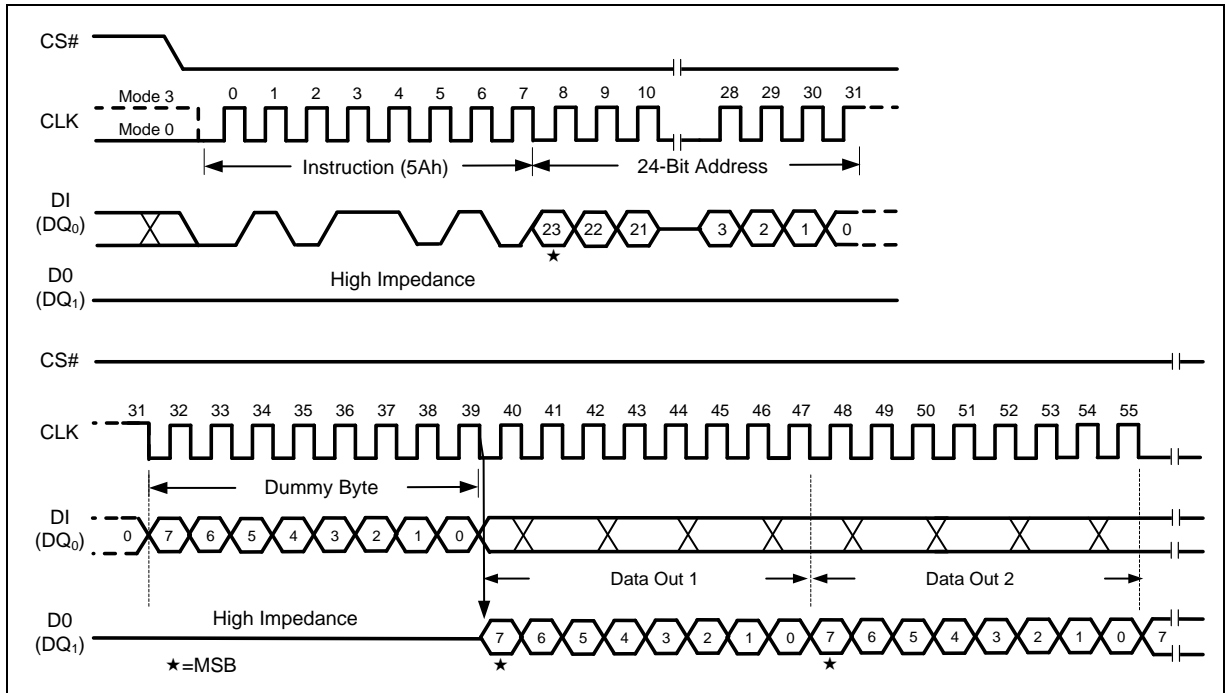 CS#
Mode 3 0 1 2 3 4 5 6 7 8 9 10 28 29 30 31
CLK
Mode 0
Instruction (5Ah) 24-Bit Address
DI
(DQ0) 23 22 21 3 2 1 0
★
D0 High Impedance
(DQ1)
CS#
31 32 33 34 35 36 37 38 39 40 41 42 43 44 45 46 47 48 49 50 51 52 53 54 55
CLK
Dummy Byte
DI
(DQ0) 0 7 6 5 4 3 2 1 0
Data Out 1 Data Out 2
D0 High Impedance
(DQ1) 7 6 5 4 3 2 1 0 7 6 5 4 3 2 1 0 7
★=MSB ★ ★